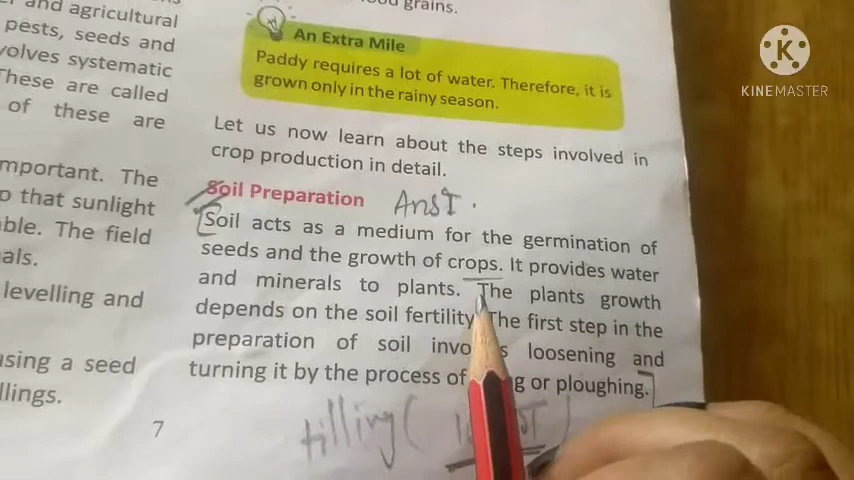 grains.
r and agricultural
pests, seeds and
volves systematic
These are called
of these are
mportant. The
o that sunlight
able. The field
als.
levelling and
using a seed
llings.
7
An Extra Mile
Paddy requires a lot of water. Therefore, it is
grown only in the rainy season.
Let us now learn about the steps involved in
crop production in detail.
Soil Preparation
AnsI.
Soil acts as a medium for the germination of
seeds and the growth of crops. It provides water
and minerals to plants. The plants growth
depends on the soil fertility. The first step in the
preparation of soil invo s loosening and
turning it by the process of g or ploughing.
tilling(
KINEMASTER